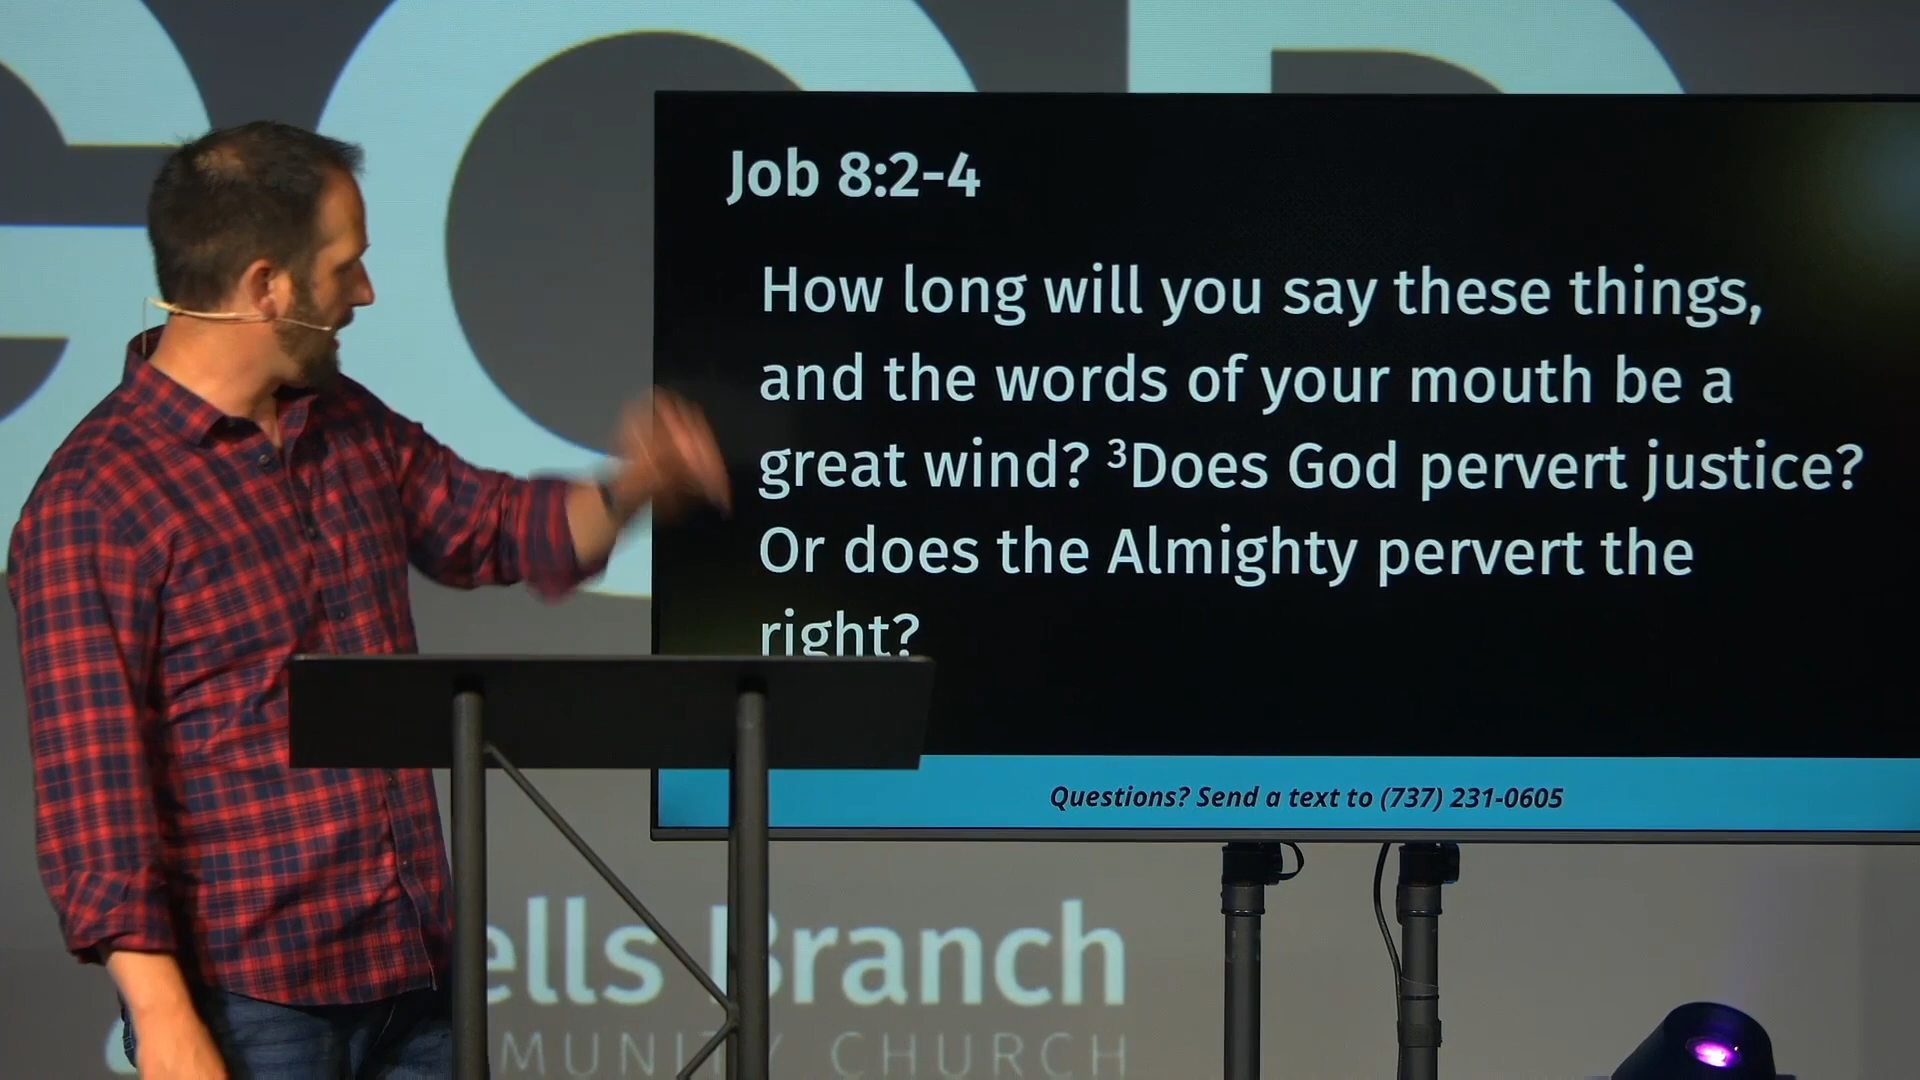 Job 8:2-4
How long will you say these things,
and the words of your mouth be a
great wind? ³Does God pervert justice?
Or does the Almighty pervert the
right?
Questions? Send a text to (737) 231-0605
ells Branch
MUNI CHURCH